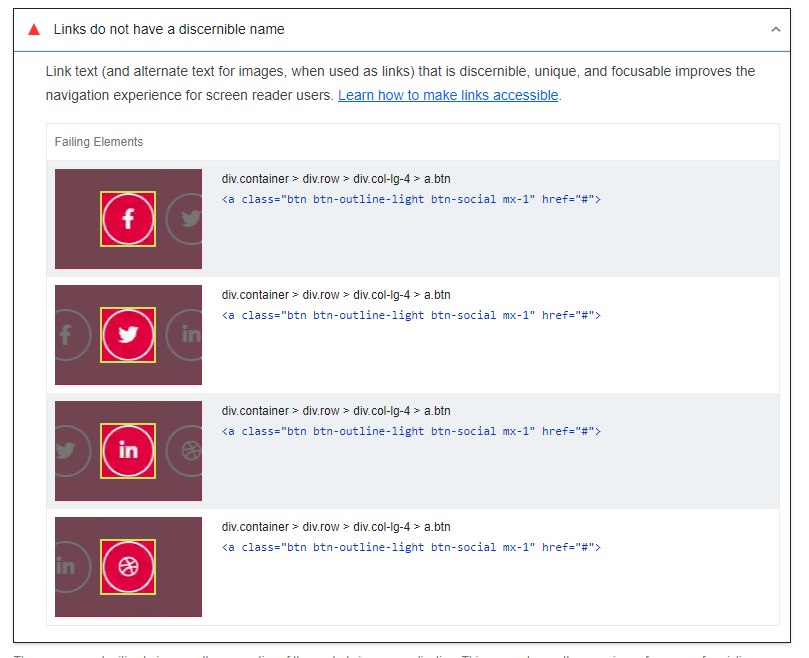 Links do not have a discernible name
Link text (and alternate text for images, when used as links) that is discernible, unique, and focusable improves the
navigation experience for screen reader users. Learn how to make links accessible.
Failing Elements
div.container > div.row > div.col-lg-4 > a.btn
<a class="btn btn-outline-light btn-social mx-1" href="#">
div.container > div.row > div.col-lg-4 > a.btn
<a class="btn btn-outline-light btn-social mx-1" href="#">
div.container > div.row > div.col-lg-4 > a.btn
<a class="btn btn-outline-light btn-social mx-1" href="#">
div.container > div.row > div.col-lg-4 > a.btn
<a class="btn btn-outline-light btn-social mx-1" href="#">